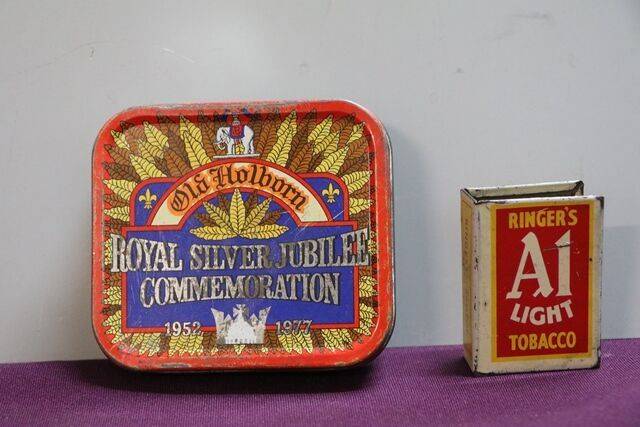 Old Holborn
ROYAL SILVER JUBILEE
COMMEMORATION
1952 1977
RINGER'S
A1
LIGHT
TOBACCO